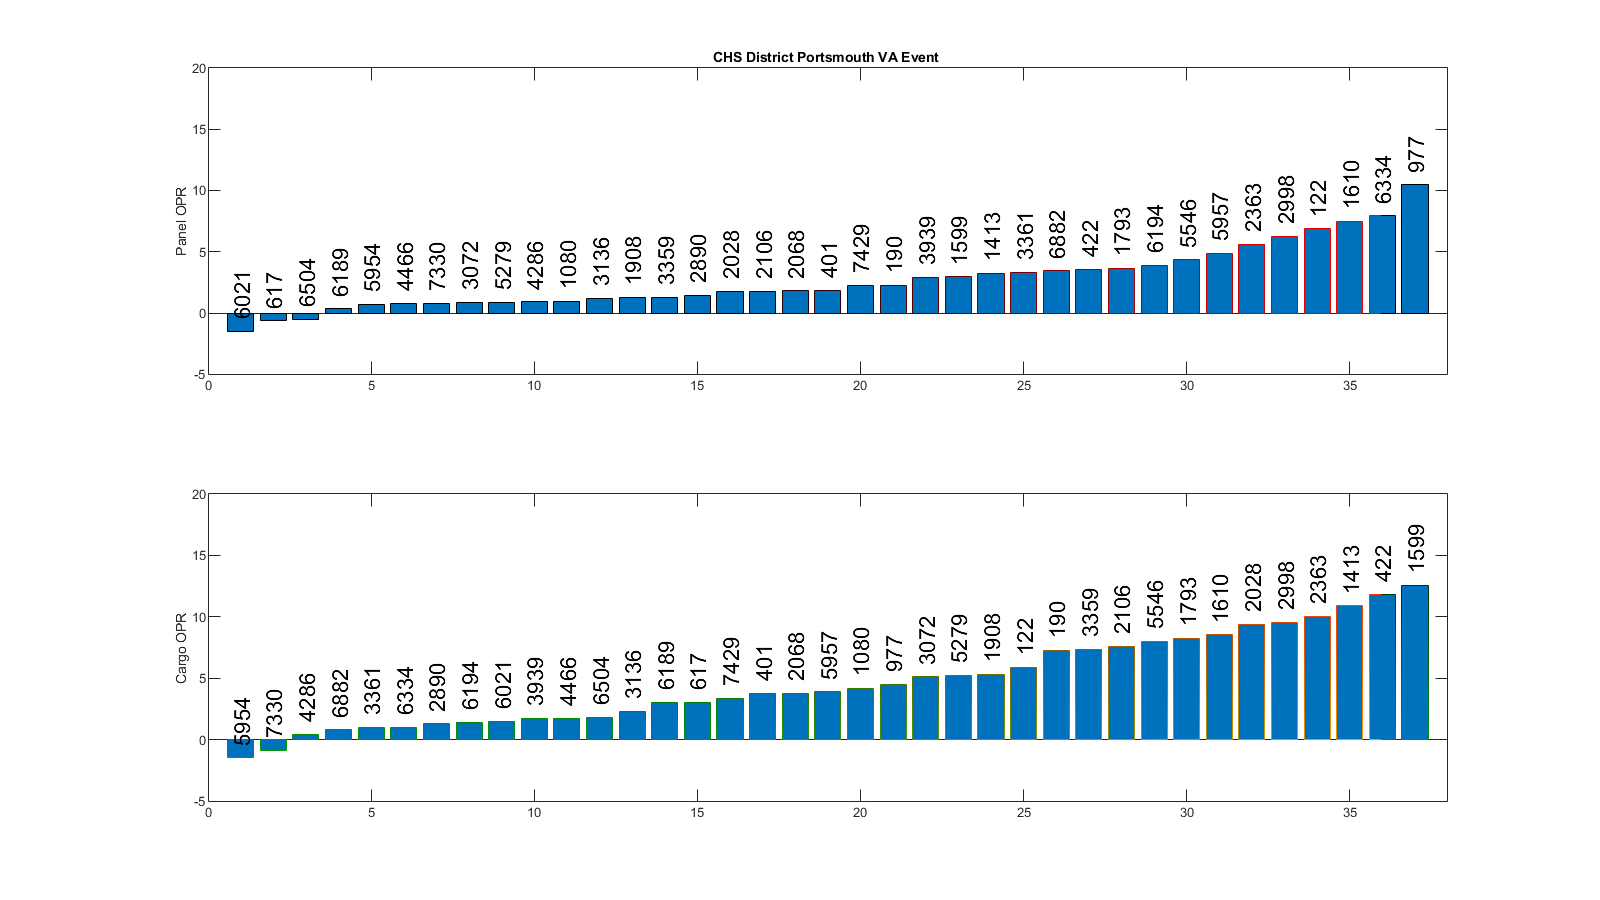 CHS District Portsmouth VA Event
Panel OPR
20
15
10
5
0
-5
6021 617 6504 6189 5954 4466 7330 3072 5279 4286 1080 3136 1908 3359 2890 2028 2106 2068 401 7429 190 3939 1599 1413 3361 6882 422 1793 6194 5546 5957 2363 2998 122 1610 6334 977
0 5 10 15 20 25 30 35
Cargo OPR
20
15
10
5
0
-5
5954 7330 4286 6882 3361 6334 2890 6194 6021 3939 4466 6504 3136 6189 617 7429 401 2068 5957 1080 977 3072 5279 1908 122 190 3359 2106 5546 1793 1610 2028 2998 2363 1413 422 1599
0 5 10 15 20 25 30 35